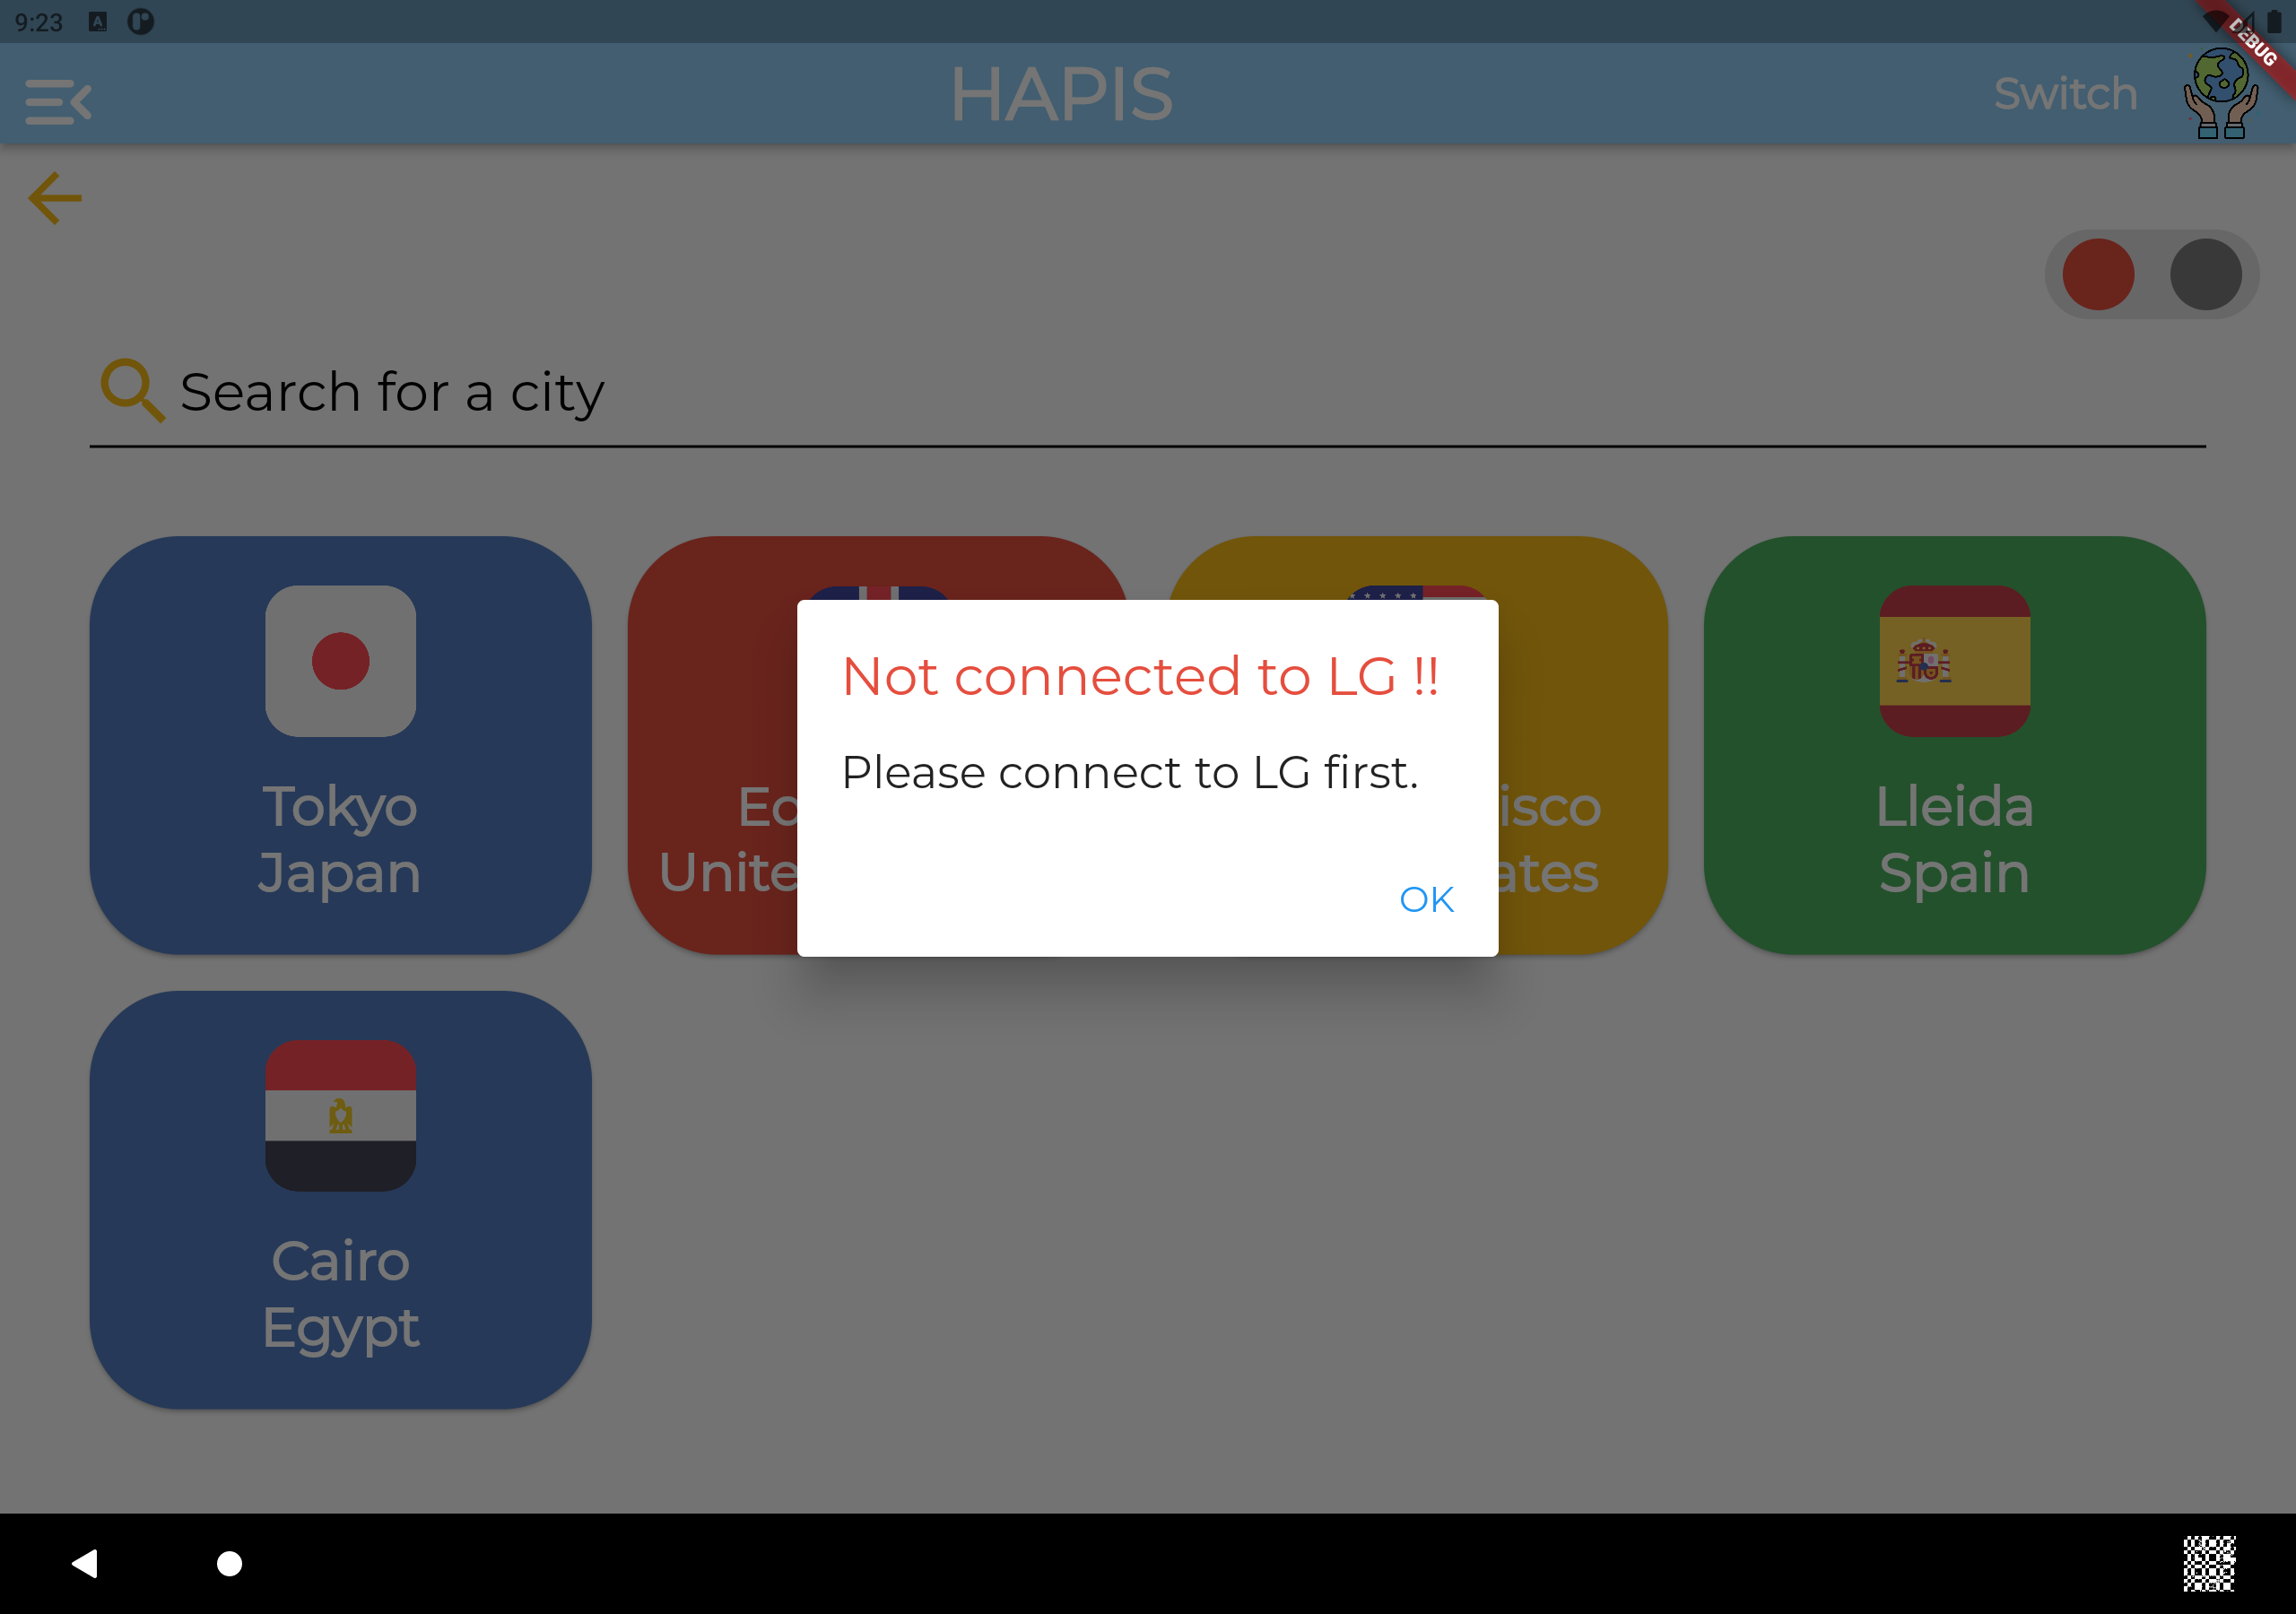 9:23
A
DEBUG
HAPIS
Switch
Search for a city
Not connected to LG !!
Please connect to LG first.
OK
Tokyo
Japan
Lleida
Spain
Cairo
Egypt